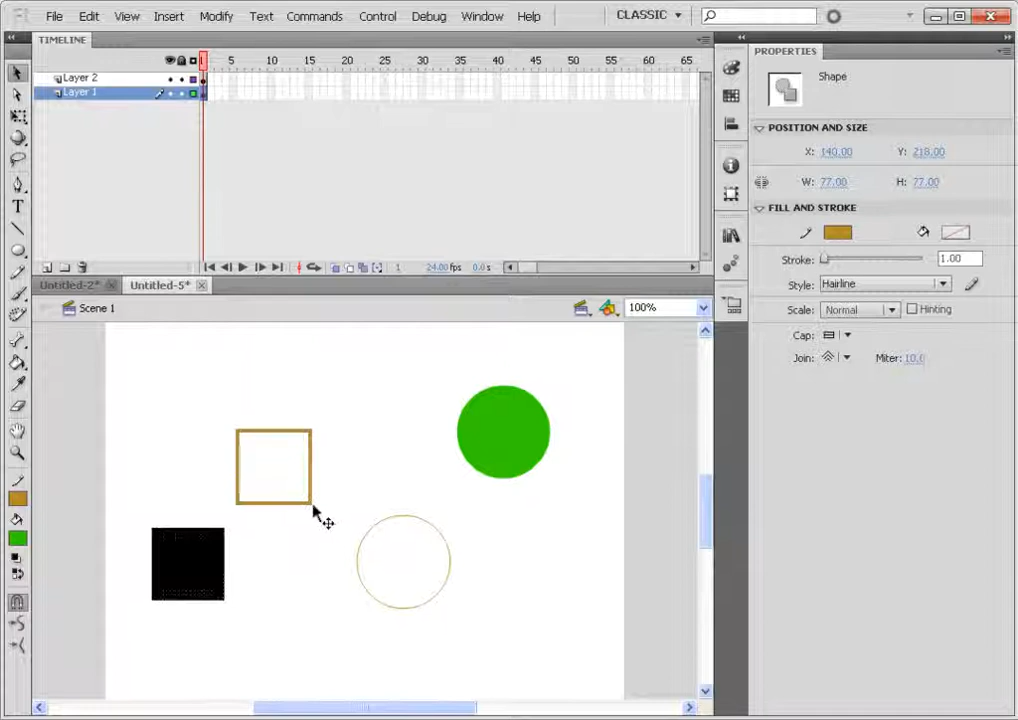 Fl File Edit View Insert Modify Text Commands Control Debug Window Help CLASSIC
TIMELINE
PROPERTIES
1 5 10 15 20 25 30 35 40 45 50 55 60 65
Layer 2
Layer 1
Shape
POSITION AND SIZE
X: 140.00 Y: 218.00
W: 77.00 H: 77.00
FILL AND STROKE
Stroke: 1.00
Style: Hairline
Scale: Normal Hinting
Cap:
Join: Miter: 10.0
1 24.00 fps 0.0 s
Untitled-2* Untitled-5*
Scene 1 100%
T